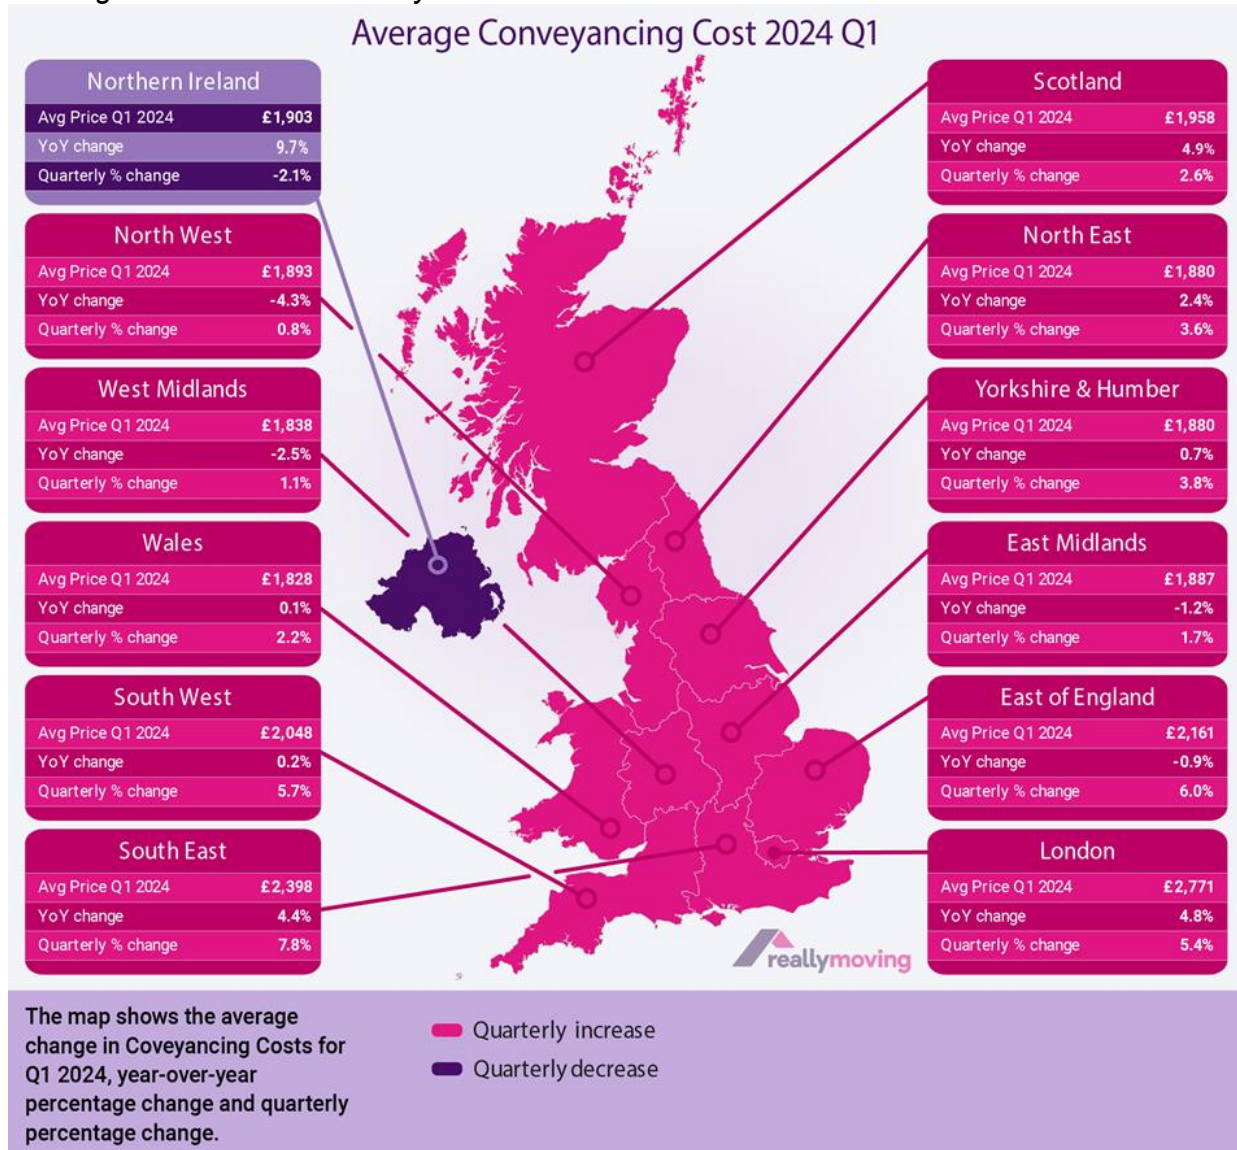 Average Conveyancing Cost 2024 Q1
Northern Ireland
Avg Price Q1 2024 £1,903
YoY change 9.7%
Quarterly % change -2.1%
North West
Avg Price Q1 2024 £1,893
YoY change -4.3%
Quarterly % change 0.8%
West Midlands
Avg Price Q1 2024 £1,838
YoY change -2.5%
Quarterly % change 1.1%
Wales
Avg Price Q1 2024 £1,828
YoY change 0.1%
Quarterly % change 2.2%
South West
Avg Price Q1 2024 £2,048
YoY change 0.2%
Quarterly % change 5.7%
South East
Avg Price Q1 2024 £2,398
YoY change 4.4%
Quarterly % change 7.8%
Scotland
Avg Price Q1 2024 £1,958
YoY change 4.9%
Quarterly % change 2.6%
North East
Avg Price Q1 2024 £1,880
YoY change 2.4%
Quarterly % change 3.6%
Yorkshire & Humber
Avg Price Q1 2024 £1,880
YoY change 0.7%
Quarterly % change 3.8%
East Midlands
Avg Price Q1 2024 £1,887
YoY change -1.2%
Quarterly % change 1.7%
East of England
Avg Price Q1 2024 £2,161
YoY change -0.9%
Quarterly % change 6.0%
London
Avg Price Q1 2024 £2,771
YoY change 4.8%
Quarterly % change 5.4%
reallymoving
The map shows the average
change in Coveyancing Costs for
Q1 2024, year-over-year
percentage change and quarterly
percentage change.
Quarterly increase
Quarterly decrease